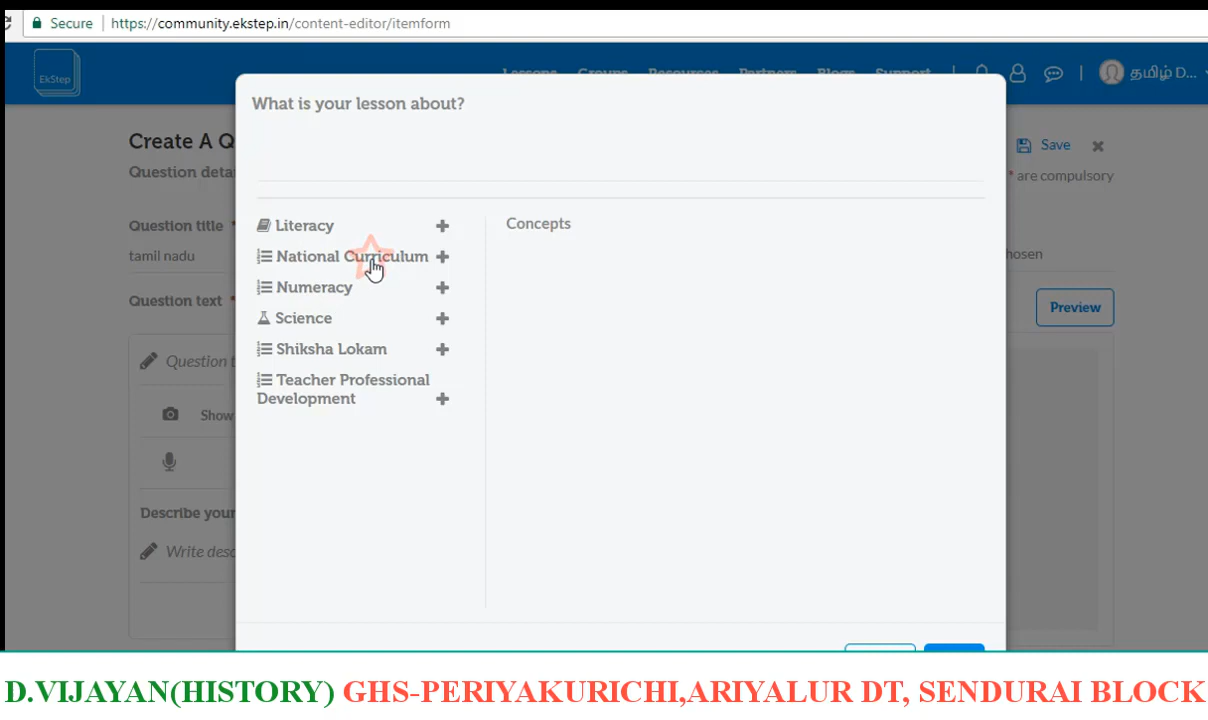 Secure | https://community.ekstep.in/content-editor/itemform
EkStep
Lessons Groups Resources Partners Blogs Support | | தமிழ் D...
What is your lesson about?
Create A Q
Save
Question deta
* are compulsory
Literacy
Concepts
Question title *
National Curriculum
tamil nadu
hosen
Numeracy
Question text *
Preview
Science
Shiksha Lokam
Question t
Teacher Professional
Development
Show
Describe your
Write desc
D.VIJAYAN(HISTORY) GHS-PERIYAKURICHI,ARIYALUR DT, SENDURAI BLOCK